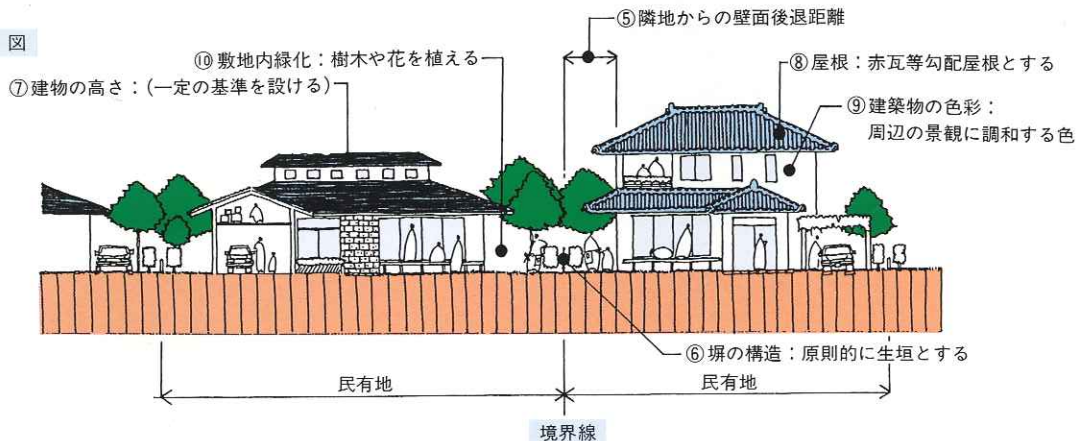 図
⑤隣地からの壁面後退距離
⑩敷地内緑化：樹木や花を植える
⑦建物の高さ：(一定の基準を設ける)
⑧屋根：赤瓦等勾配屋根とする
⑨建築物の色彩：
周辺の景観に調和する色
⑥塀の構造：原則的に生垣とする
民有地
民有地
境界線